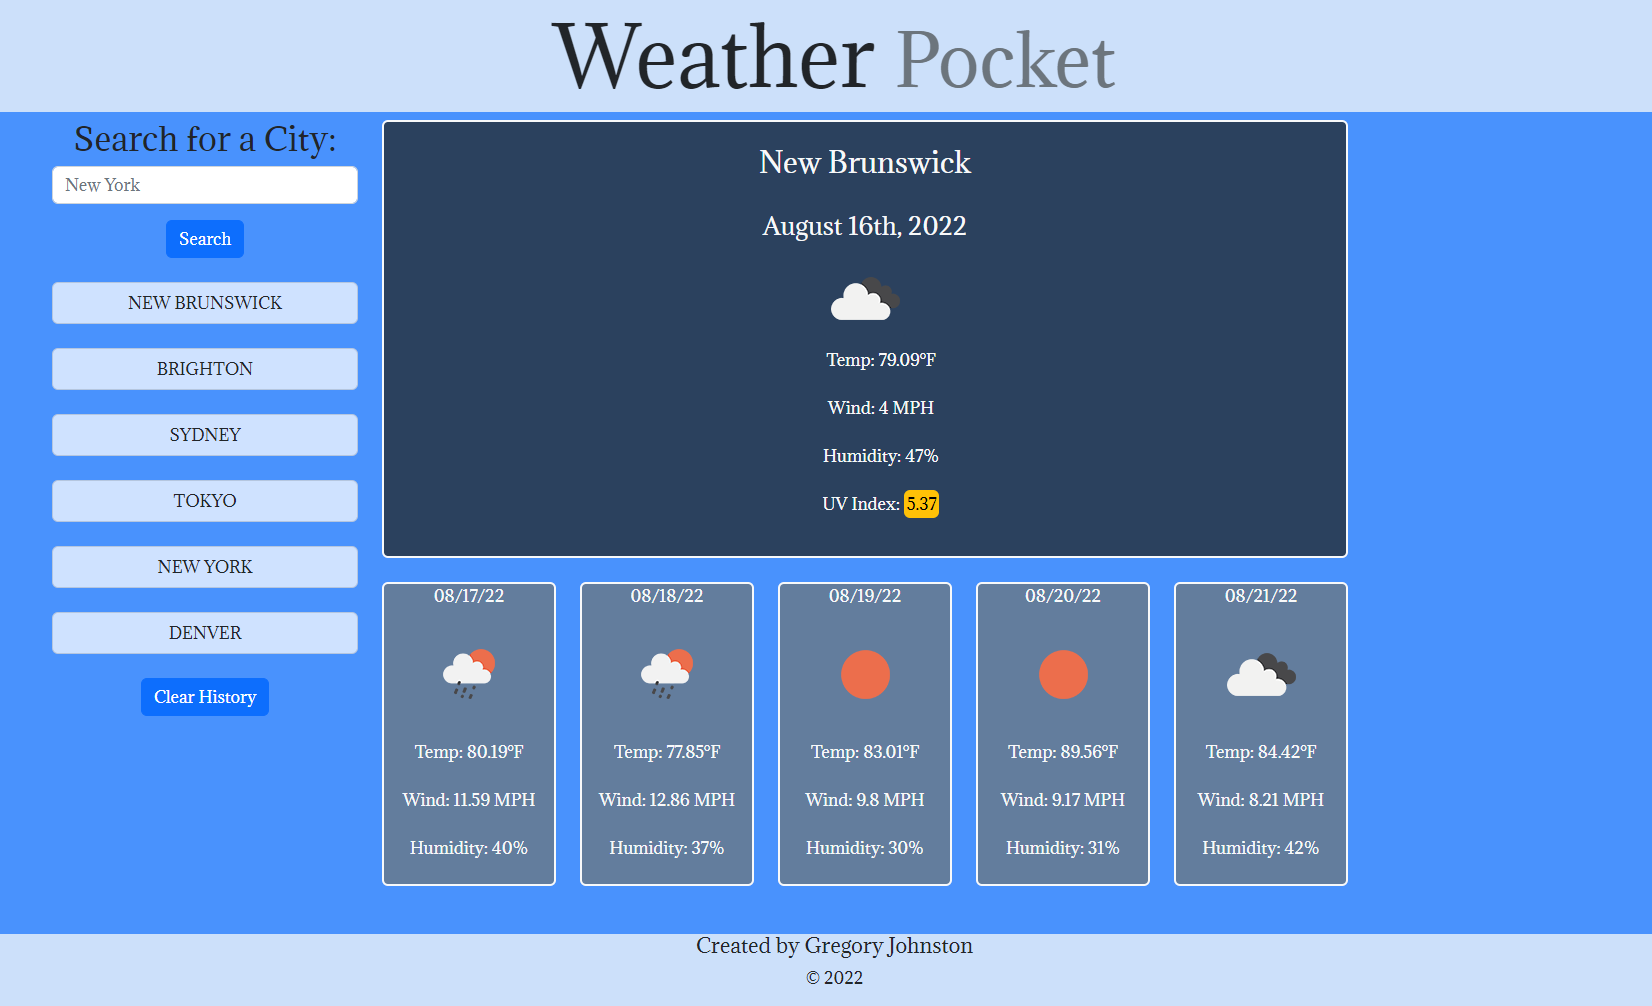 Weather Pocket
Search for a City:
New York
Search
NEW BRUNSWICK
BRIGHTON
SYDNEY
TOKYO
NEW YORK
DENVER
Clear History
New Brunswick
August 16th, 2022
Temp: 79.09°F
Wind: 4 MPH
Humidity: 47%
UV Index: 5.37
08/17/22
Temp: 80.19°F
Wind: 11.59 MPH
Humidity: 40%
08/18/22
Temp: 77.85°F
Wind: 12.86 MPH
Humidity: 37%
08/19/22
Temp: 83.01°F
Wind: 9.8 MPH
Humidity: 30%
08/20/22
Temp: 89.56°F
Wind: 9.17 MPH
Humidity: 31%
08/21/22
Temp: 84.42°F
Wind: 8.21 MPH
Humidity: 42%
Created by Gregory Johnston
© 2022